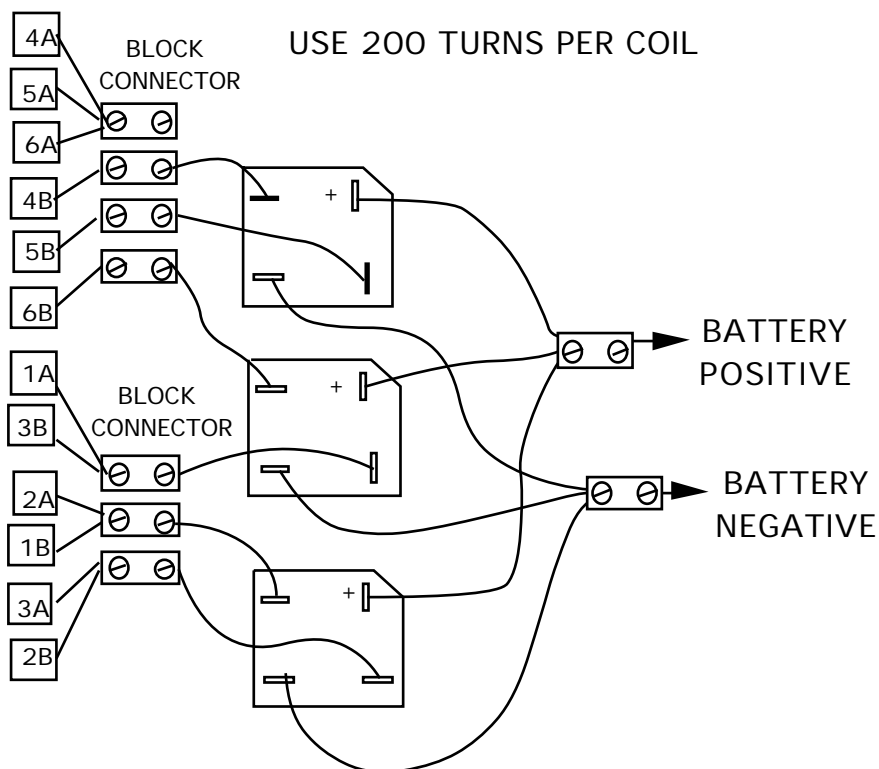 USE 200 TURNS PER COIL
4A
BLOCK
CONNECTOR
5A
6A
4B
+
5B
6B
BATTERY
POSITIVE
1A
+
BLOCK
CONNECTOR
3B
2A
BATTERY
NEGATIVE
1B
3A
+
2B